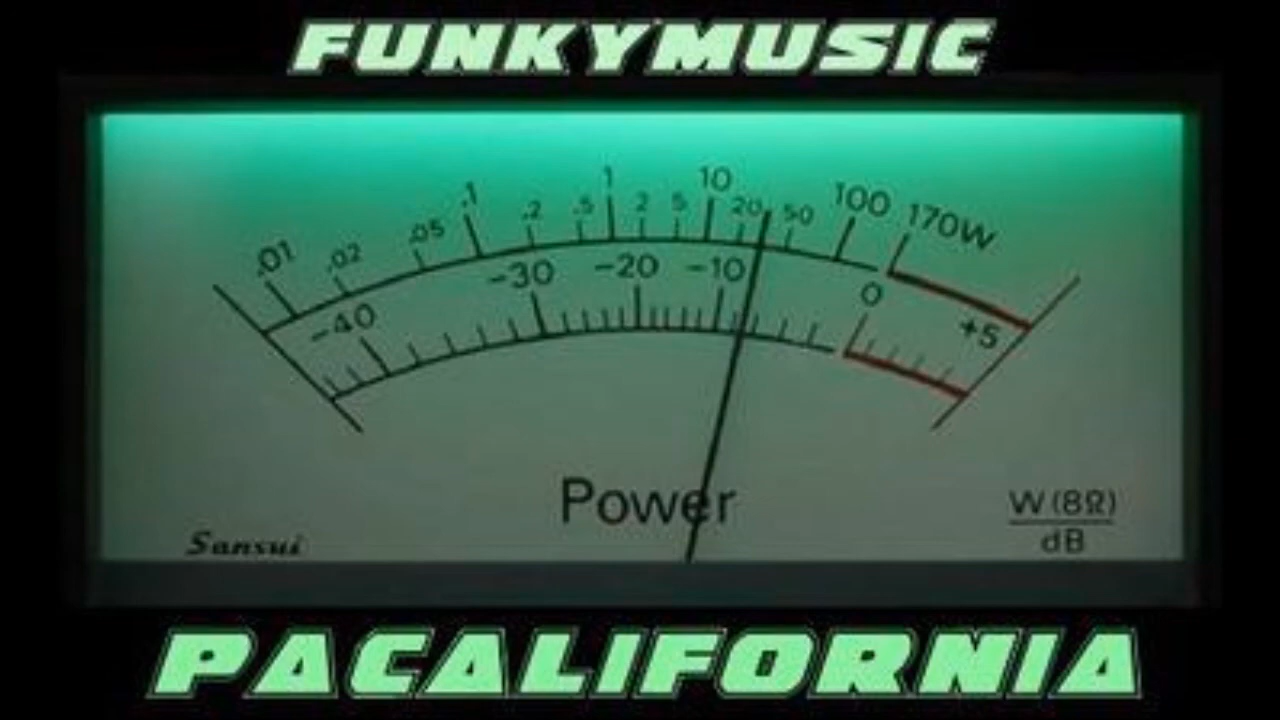 FUNKYMUSIC
.01 .02 .05 .1 .2 .5 1 2 5 10 20 50 100 170W
-40 -30 -20 -10 0 +5
Power
W (8Ω)
Sansui
dB
PACALIFORNIA